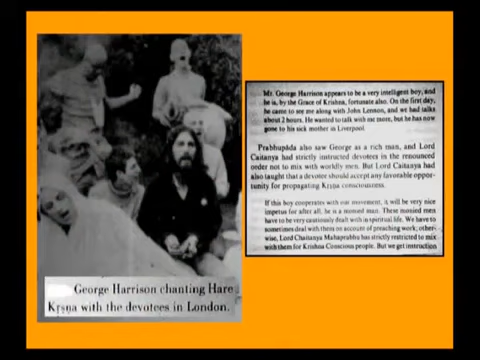 George Harrison chanting Hare
Kṛṣṇa with the devotees in London.
Mr. George Harrison appears to be a very intelligent boy, and
he is, by the Grace of Krishna, fortunate also. On the first day,
he came to see me along with John Lennon, and we had talks
about 2 hours. He wanted to talk with me more, but he has now
gone to his sick mother in Liverpool.
Prabhupāda also saw George as a rich man, and Lord
Caitanya had strictly instructed devotees in the renounced
order not to mix with worldly men. But Lord Caitanya had
also taught that a devotee should accept any favorable oppor-
tunity for propagating Kṛṣṇa consciousness.
If this boy cooperates with our movement, it will be very nice
impetus for after all, he is a monied man. These monied men
have to be very cautiously dealt with in spiritual life. We have to
sometimes deal with them on account of preaching work; other-
wise, Lord Chaitanya Mahaprabhu has strictly restricted to mix
with them for Krishna Conscious people. But we get instruction